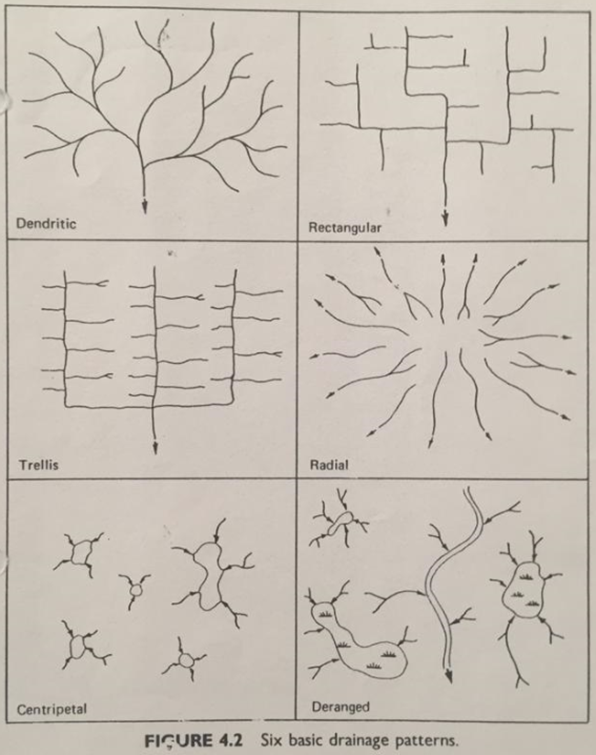 Dendritic
Rectangular
Trellis
Radial
Centripetal
Deranged
FIGURE 4.2 Six basic drainage patterns.